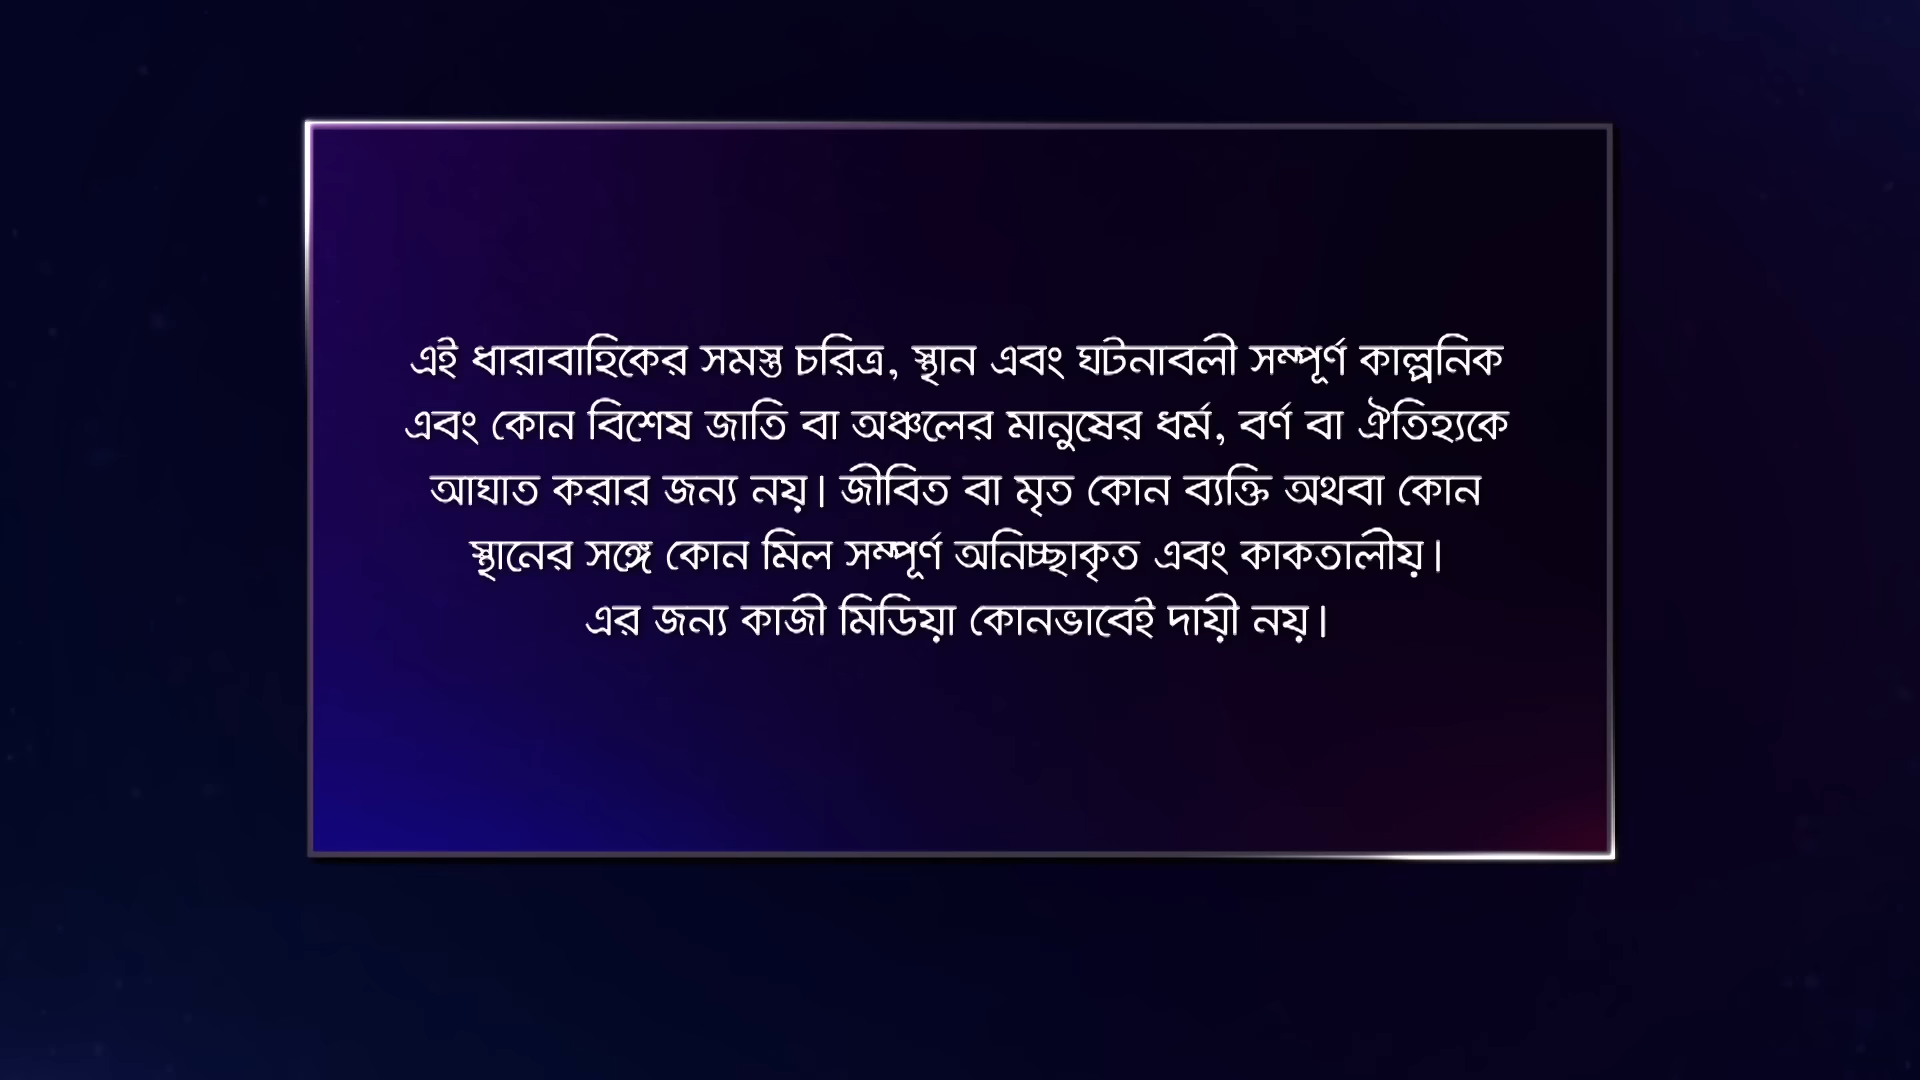 এই ধারাবাহিকের সমস্ত চরিত্র, স্থান এবং ঘটনাবলী সম্পূর্ণ কাল্পনিক
এবং কোন বিশেষ জাতি বা অঞ্চলের মানুষের ধর্ম, বর্ণ বা ঐতিহ্যকে
আঘাত করার জন্য নয়। জীবিত বা মৃত কোন ব্যক্তি অথবা কোন
স্থানের সঙ্গে কোন মিল সম্পূর্ণ অনিচ্ছাকৃত এবং কাকতালীয়।
এর জন্য কাজী মিডিয়া কোনভাবেই দায়ী নয়।